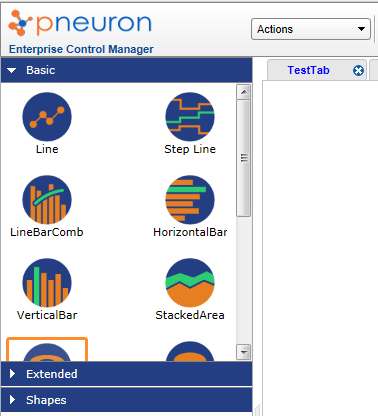 pneuron
Enterprise Control Manager
Actions
Basic
TestTab
Line
Step Line
LineBarComb
HorizontalBar
VerticalBar
StackedArea
Extended
Shapes